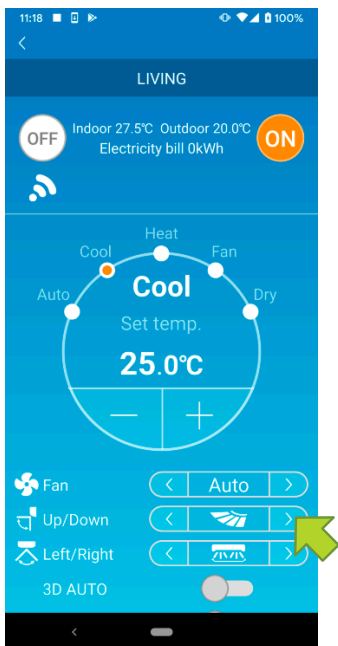 11:18 100%
LIVING
OFF Indoor 27.5℃ Outdoor 20.0℃ ON
Electricity bill 0kWh
Heat
Cool Fan
Auto Cool Dry
Set temp.
25.0℃
− +
Fan Auto
Up/Down
Left/Right
3D AUTO